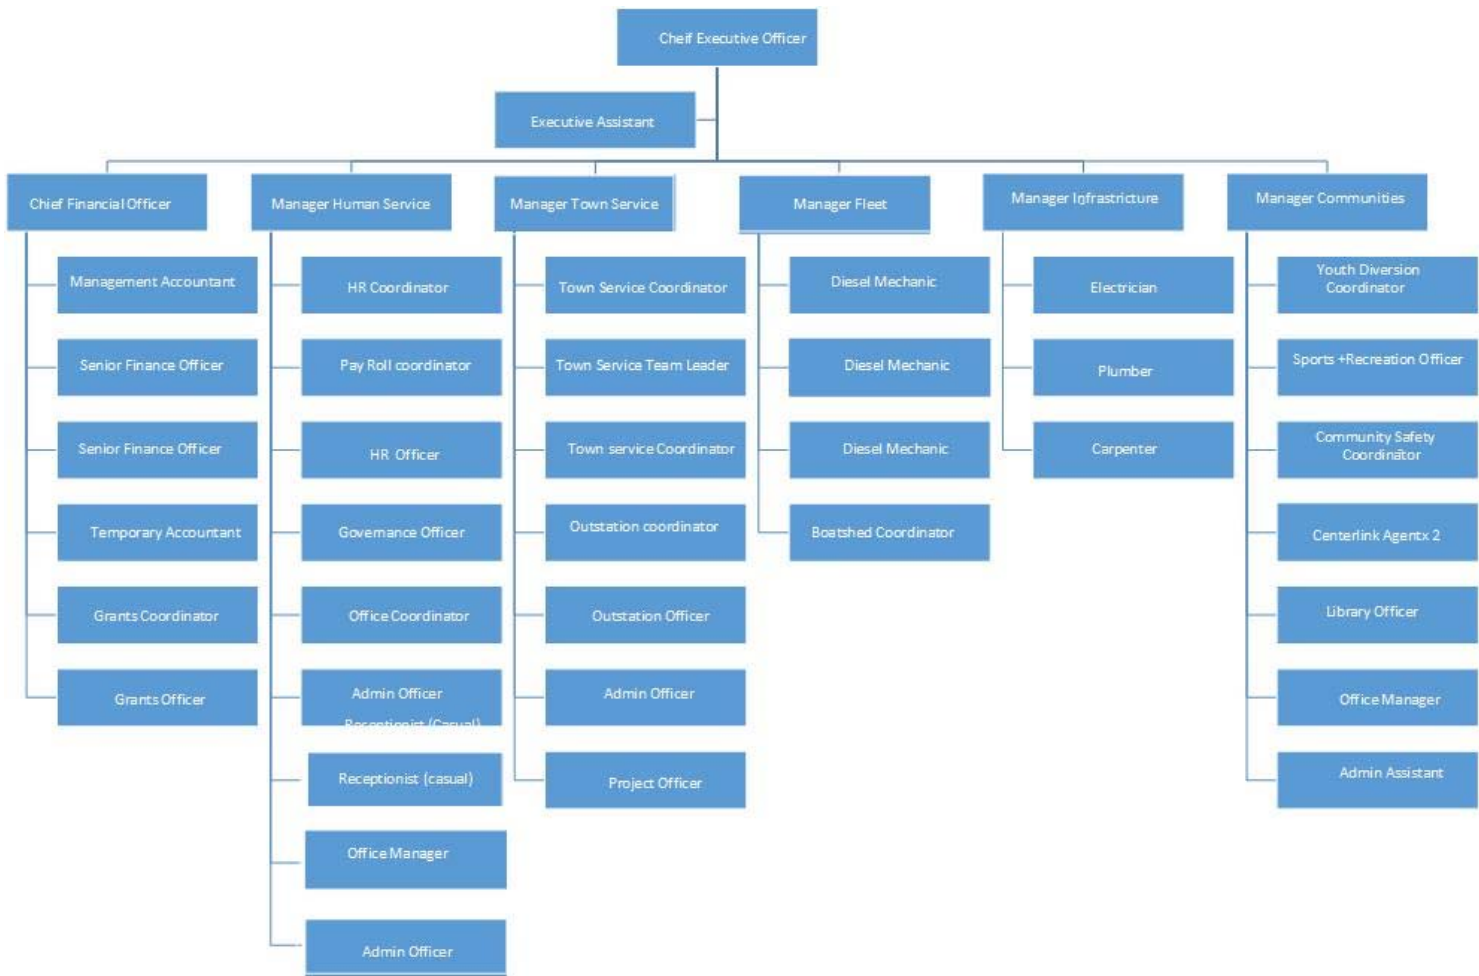 Cheif Executive Officer
Executive Assistant
Chief Financial Officer
Management Accountant
Senior Finance Officer
Senior Finance Officer
Temporary Accountant
Grants Coordinator
Grants Officer
Manager Human Service
HR Coordinator
Pay Roll coordinator
HR Officer
Governance Officer
Office Coordinator
Admin Officer
Receptionist (Casual)
Receptionist (casual)
Office Manager
Admin Officer
Manager Town Service
Town Service Coordinator
Town Service Team Leader
Town service Coordinator
Outstation coordinator
Outstation Officer
Admin Officer
Project Officer
Manager Fleet
Diesel Mechanic
Diesel Mechanic
Diesel Mechanic
Boatshed Coordinator
Manager Infrastricture
Electrician
Plumber
Carpenter
Manager Communities
Youth Diversion
Coordinator
Sports +Recreation Officer
Community Safety
Coordinator
Centerlink Agentx 2
Library Officer
Office Manager
Admin Assistant